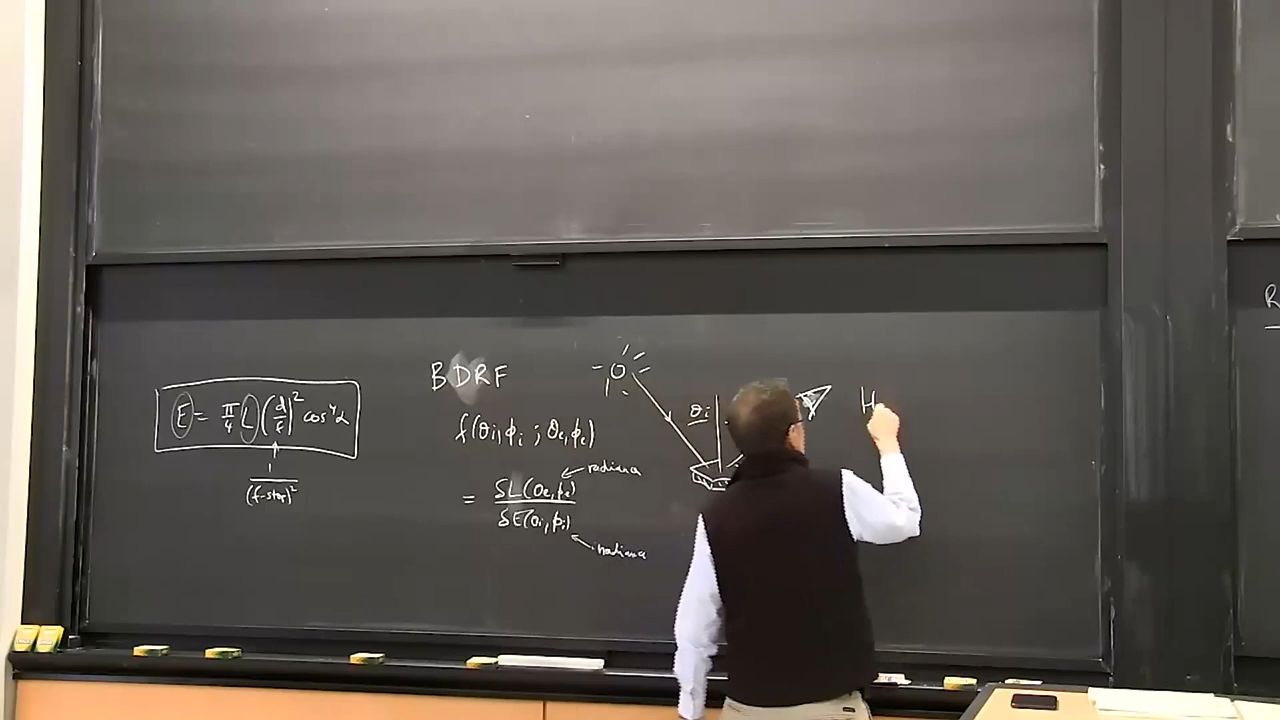 E = π/4 L (d/f)² cos⁴α
1/(f-stop)²
BDRF
f(θi, φi ; θe, φe)
= δL(θe, φe) / δE(θi, φi)
radiance
irradiance
θi
H
R